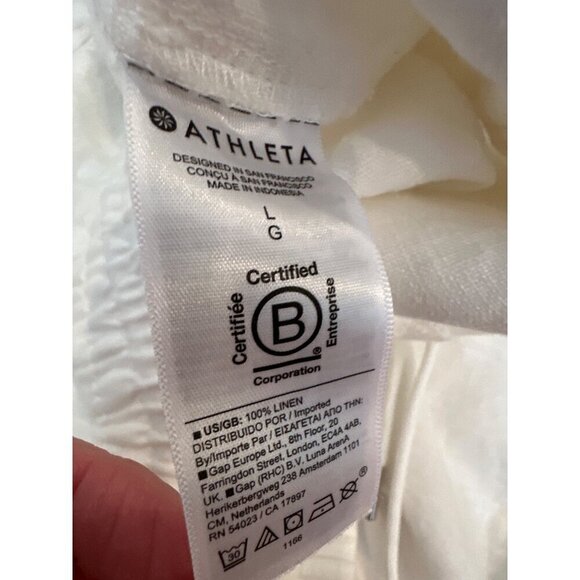 ATHLETA
DESIGNED IN SAN FRANCISCO
CONÇU À SAN FRANCISCO
MADE IN INDONESIA
L
G
Certified
Certifiée
B
Entreprise
®
Corporation
■ US/GB: 100% LINEN
DISTRIBUIDO POR / Imported
By/Importe Par / ΕΙΣΑΓΕΤΑΙ ΑΠΟ ΤΗΝ:
■ Gap Europe Ltd., 8th Floor, 20
Farringdon Street, London, EC4A 4AB,
UK. ■ Gap (RHC) B.V. Luna ArenA
Herikerbergweg 238 Amsterdam 1101
CM, Netherlands
RN 54023 / CA 17897
30
®
1166